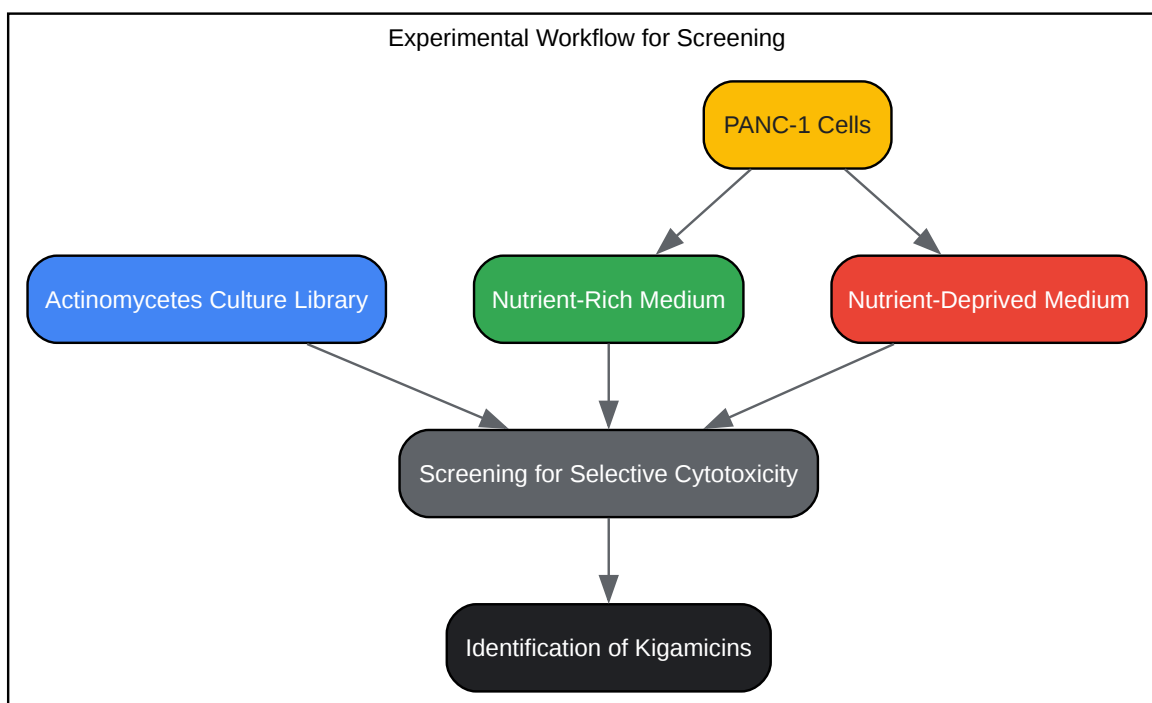 Experimental Workflow for Screening
PANC-1 Cells
Actinomycetes Culture Library
Nutrient-Rich Medium
Nutrient-Deprived Medium
Screening for Selective Cytotoxicity
Identification of Kigamicins